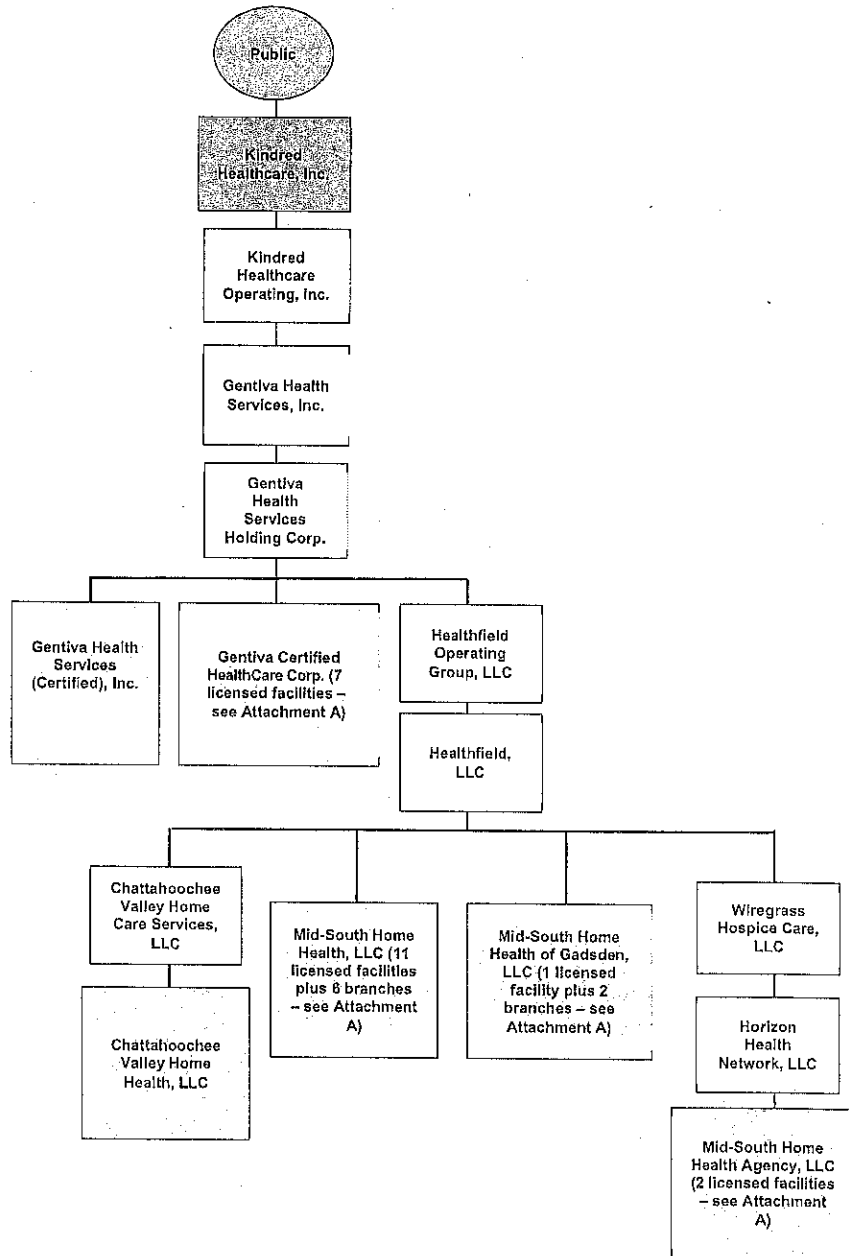 Public
Kindred
Healthcare, Inc.
Kindred
Healthcare
Operating, Inc.
Gentiva Health
Services, Inc.
Gentiva
Health
Services
Holding Corp.
Gentiva Health
Services
(Certified), Inc.
Gentiva Certified
HealthCare Corp. (7
licensed facilities –
see Attachment A)
Healthfield
Operating
Group, LLC
Healthfield,
LLC
Chattahoochee
Valley Home
Care Services,
LLC
Chattahoochee
Valley Home
Health, LLC
Mid-South Home
Health, LLC (11
licensed facilities
plus 6 branches
– see Attachment
A)
Mid-South Home
Health of Gadsden,
LLC (1 licensed
facility plus 2
branches – see
Attachment A)
Wiregrass
Hospice Care,
LLC
Horizon
Health
Network, LLC
Mid-South Home
Health Agency, LLC
(2 licensed facilities
– see Attachment
A)